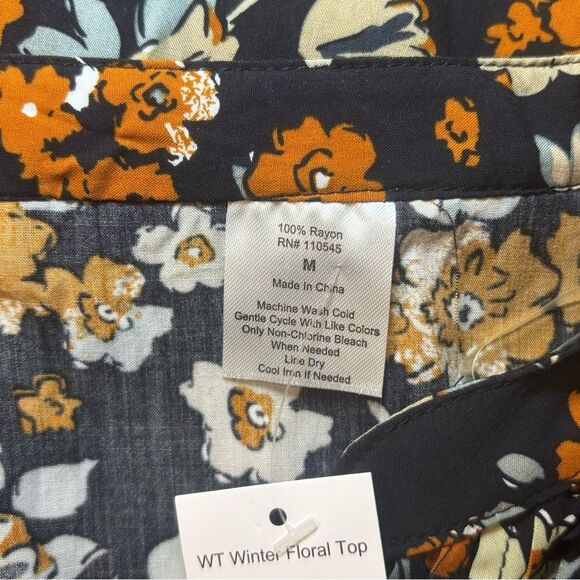 100% Rayon
RN# 110545
M
Made In China
Machine Wash Cold
Gentle Cycle With Like Colors
Only Non-Chlorine Bleach
When Needed
Line Dry
Cool Iron If Needed
WT Winter Floral Top